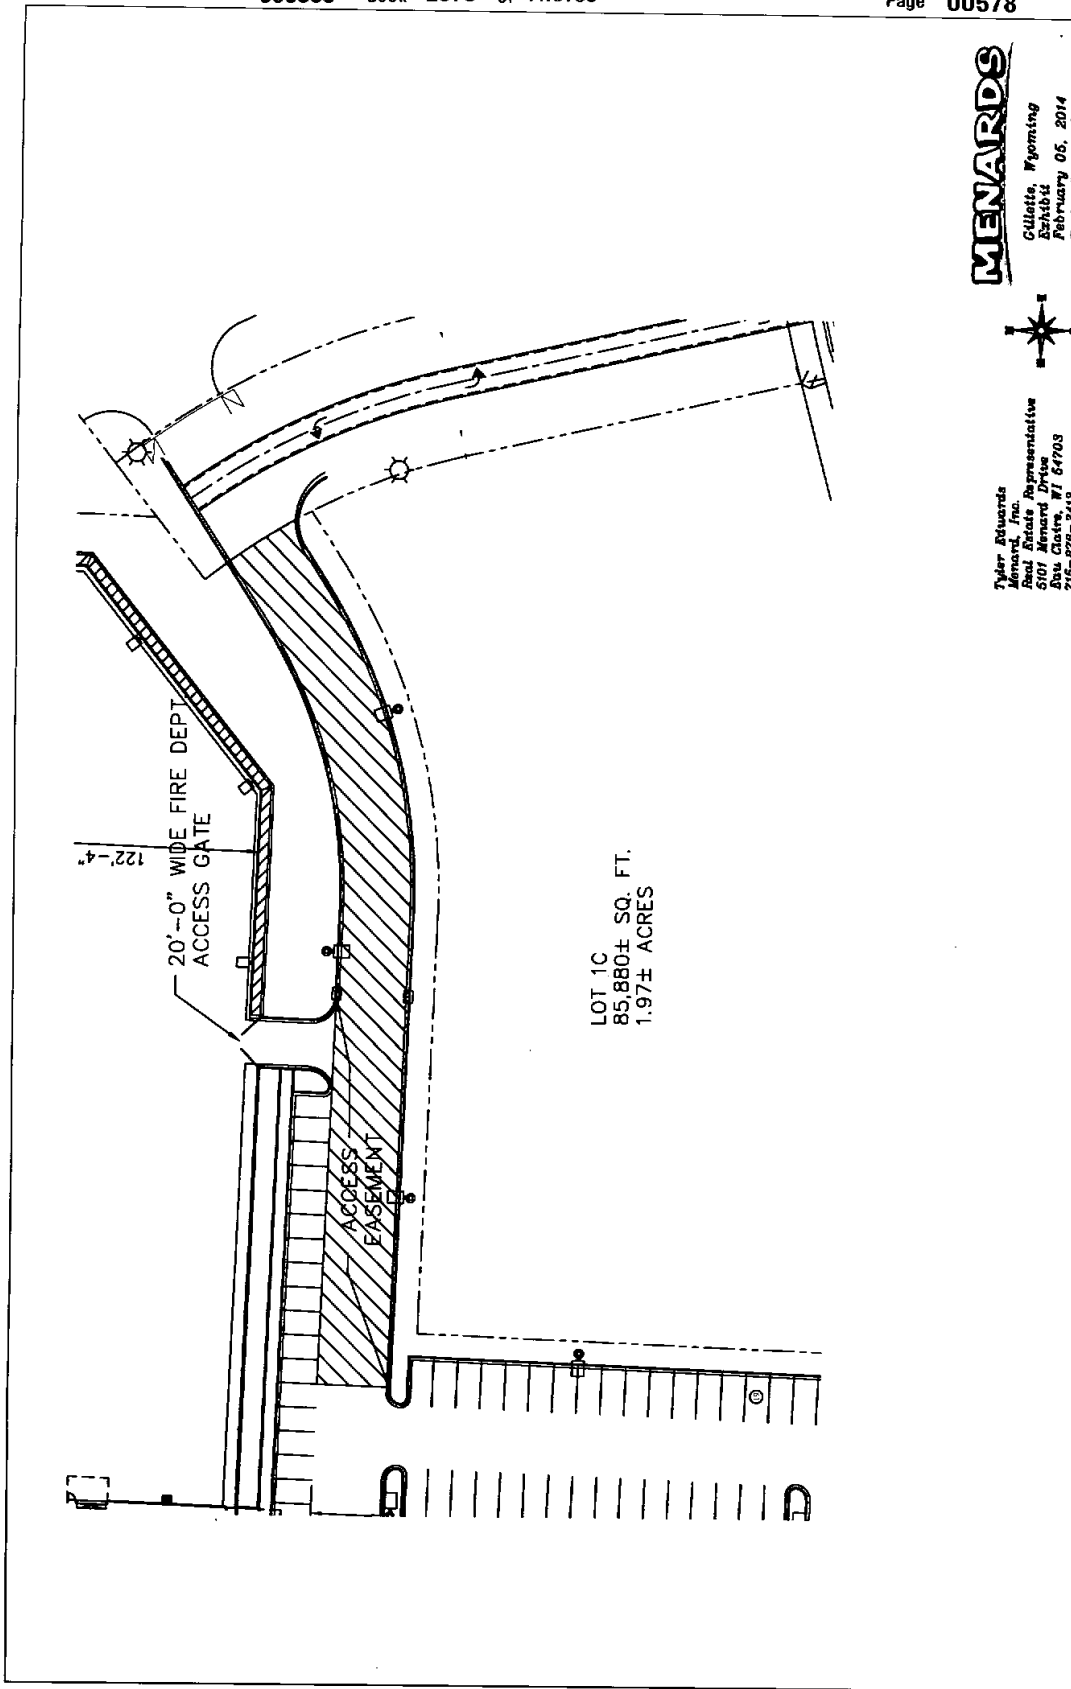 Book
Page 00578
MENARDS
Gillette, Wyoming
Exhibit
February 05, 2014
Tyler Edwards
Menard, Inc.
Real Estate Representative
5101 Menard Drive
Eau Claire, WI 54703
20'-0" WIDE FIRE DEPT
ACCESS GATE
122'-4"
LOT 1C
85,880± SQ. FT.
1.97± ACRES
ACCESS
EASEMENT
19